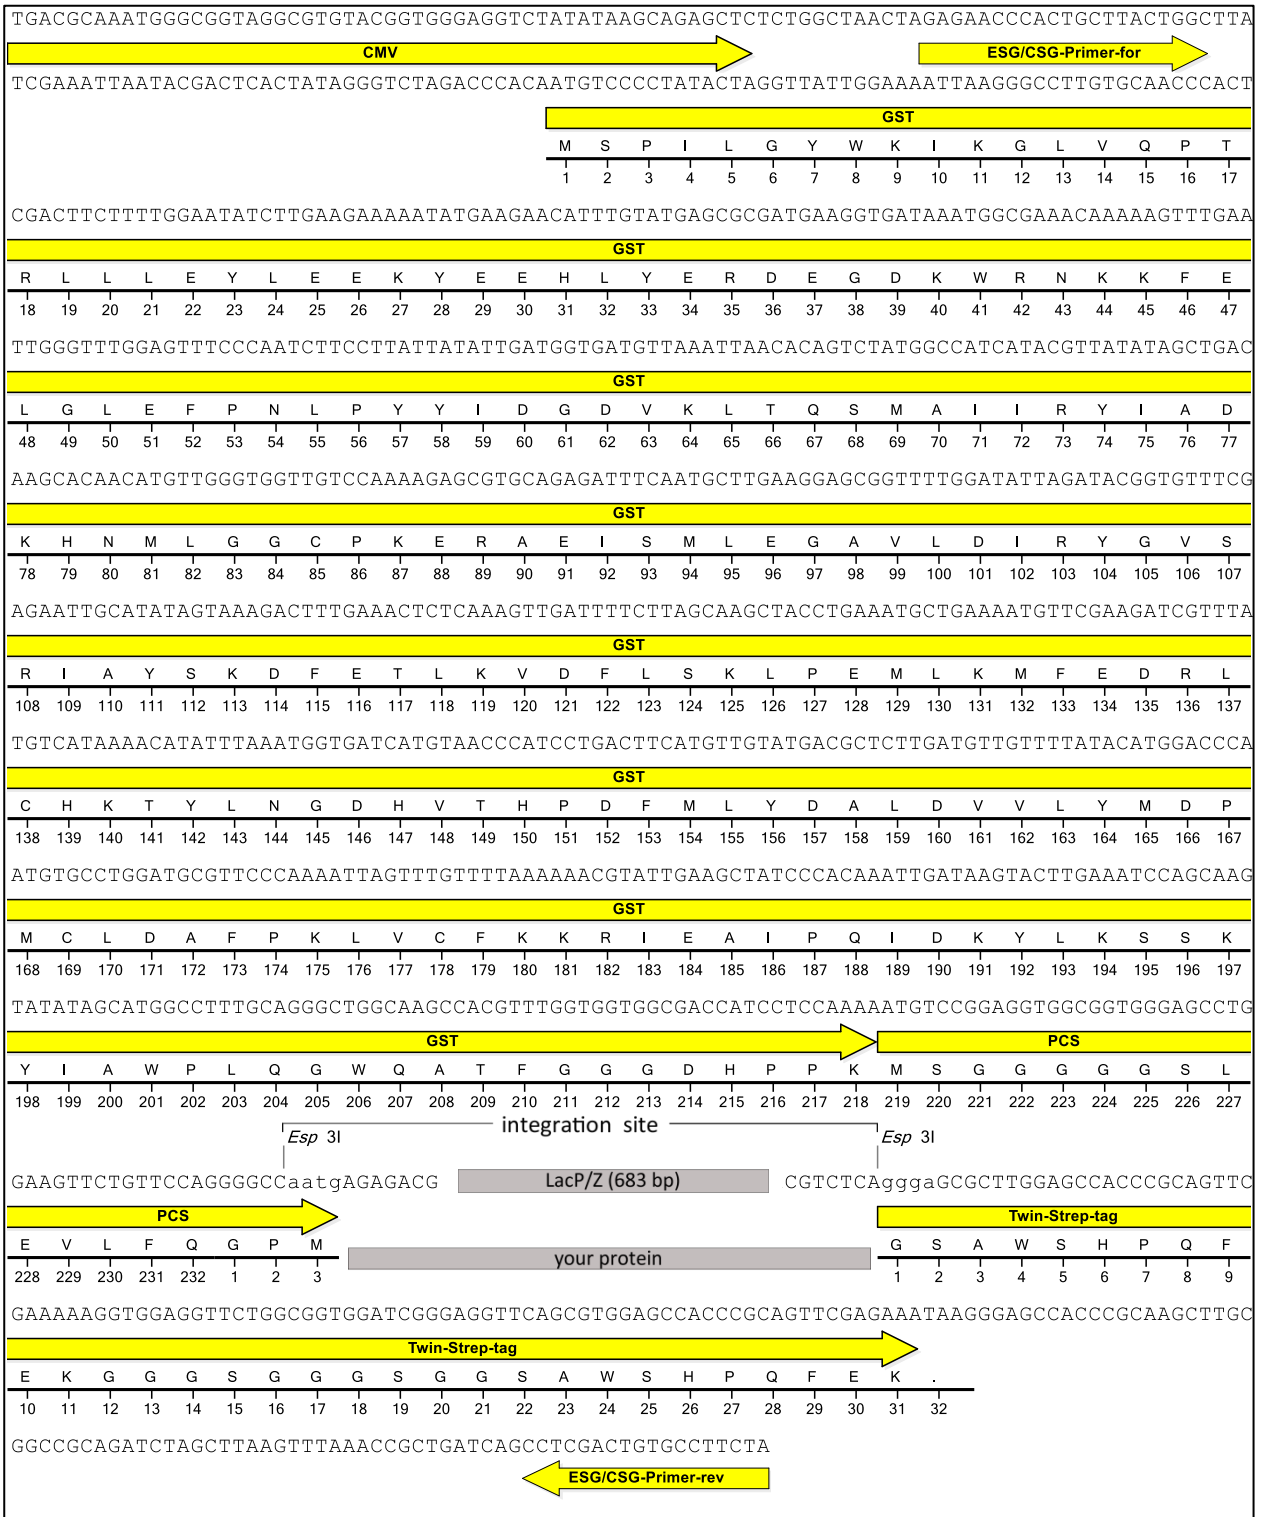 TGACGCAAATGGGCGGTAGGCGTGTACGGTGGGAGGTCTATATAAGCAGAGCTCTCTGGCTAACTAGAGAACCCACTGCTTACTGGCTTA
CMV ESG/CSG-Primer-for
TCGAAATTAATACGACTCACTATAGGGTCTAGACCCACAATGTCCCCTATACTAGGTTATTGGAAAATTAAGGGCCTTGTGCAACCCACT
GST
M S P I L G Y W K I K G L V Q P T
1 2 3 4 5 6 7 8 9 10 11 12 13 14 15 16 17
CGACTTCTTTTGGAATATCTTGAAGAAAAATATGAAGAACATTTGTATGAGCGCGATGAAGGTGATAAATGGCGAAACAAAAAGTTTGAA
GST
R L L L E Y L E E K Y E E H L Y E R D E G D K W R N K K F E
18 19 20 21 22 23 24 25 26 27 28 29 30 31 32 33 34 35 36 37 38 39 40 41 42 43 44 45 46 47
TTGGGTTTGGAGTTTCCCAATCTTCCTTATTATATTGATGGTGATGTTAAATTAACACAGTCTATGGCCATCATACGTTATATAGCTGAC
GST
L G L E F P N L P Y Y I D G D V K L T Q S M A I I R Y I A D
48 49 50 51 52 53 54 55 56 57 58 59 60 61 62 63 64 65 66 67 68 69 70 71 72 73 74 75 76 77
AAGCACAACATGTTGGGTGGTTGTCCAAAAGAGCGTGCAGAGATTTCAATGCTTGAAGGAGCGGTTTTGGATATTAGATACGGTGTTTCG
GST
K H N M L G G C P K E R A E I S M L E G A V L D I R Y G V S
78 79 80 81 82 83 84 85 86 87 88 89 90 91 92 93 94 95 96 97 98 99 100 101 102 103 104 105 106 107
AGAATTGCATATAGTAAAGACTTTGAAACTCTCAAAGTTGATTTTCTTAGCAAGCTACCTGAAATGCTGAAAATGTTCGAAGATCGTTTA
GST
R I A Y S K D F E T L K V D F L S K L P E M L K M F E D R L
108 109 110 111 112 113 114 115 116 117 118 119 120 121 122 123 124 125 126 127 128 129 130 131 132 133 134 135 136 137
TGTCATAAAACATATTTAAATGGTGATCATGTAACCCATCCTGACTTCATGTTGTATGACGCTCTTGATGTTGTTTTATACATGGACCCA
GST
C H K T Y L N G D H V T H P D F M L Y D A L D V V L Y M D P
138 139 140 141 142 143 144 145 146 147 148 149 150 151 152 153 154 155 156 157 158 159 160 161 162 163 164 165 166 167
ATGTGCCTGGATGCGTTCCCAAAATTAGTTTGTTTTAAAAAACGTATTGAAGCTATCCCACAAATTGATAAGTACTTGAAATCCAGCAAG
GST
M C L D A F P K L V C F K K R I E A I P Q I D K Y L K S S K
168 169 170 171 172 173 174 175 176 177 178 179 180 181 182 183 184 185 186 187 188 189 190 191 192 193 194 195 196 197
TATATAGCATGGCCTTTGCAGGGCTGGCAAGCCACGTTTGGTGGTGGCGACCATCCTCCAAAAATGTCCGGAGGTGGCGGTGGGAGCCTG
GST PCS
Y I A W P L Q G W Q A T F G G G D H P P K M S G G G G G S L
198 199 200 201 202 203 204 205 206 207 208 209 210 211 212 213 214 215 216 217 218 219 220 221 222 223 224 225 226 227
integration site
Esp 3I Esp 3I
GAAGTTCTGTTCCAGGGGCCaatgAGAGACG LacP/Z (683 bp) CGTCTCAgggaGCGCTTGGAGCCACCCGCAGTTC
PCS Twin-Strep-tag
E V L F Q G P M your protein G S A W S H P Q F
228 229 230 231 232 1 2 3 1 2 3 4 5 6 7 8 9
GAAAAAGGTGGAGGTTCTGGCGGTGGATCGGGAGGTTCAGCGTGGAGCCACCCGCAGTTCGAGAAATAAGGGAGCCACCCGCAAGCTTGC
Twin-Strep-tag
E K G G G S G G G S G G S A W S H P Q F E K .
10 11 12 13 14 15 16 17 18 19 20 21 22 23 24 25 26 27 28 29 30 31 32
GGCCGCAGATCTAGCTTAAGTTTAAACCGCTGATCAGCCTCGACTGTGCCTTCTA
ESG/CSG-Primer-rev